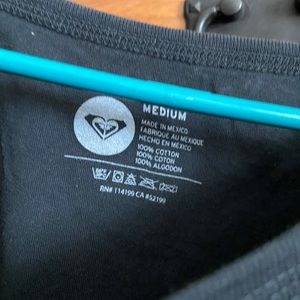 MEDIUM
MADE IN MEXICO
FABRIQUE AU MEXIQUE
HECHO EN MEXICO
100% COTTON
100% COTON
100% ALGODON
RN# 114199 CA #52199